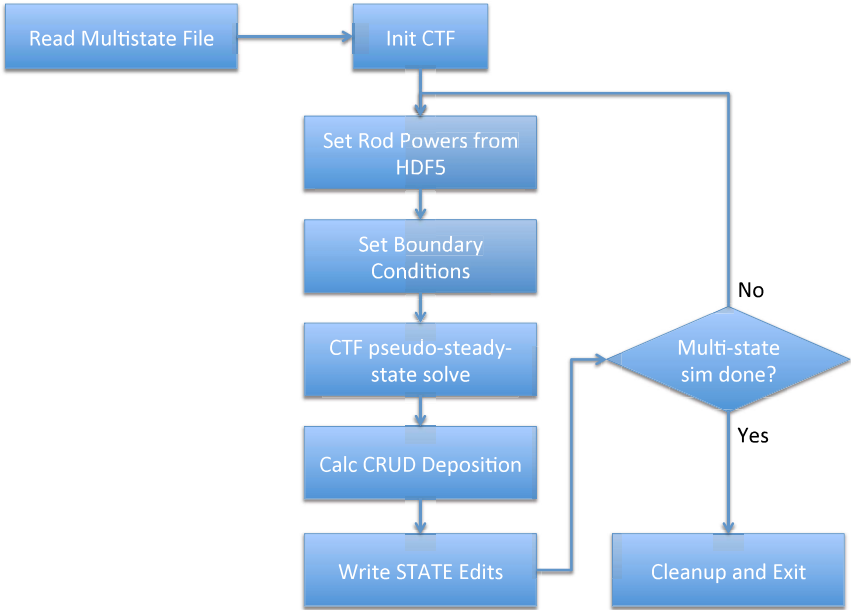 Read Multistate File
Init CTF
Set Rod Powers from
HDF5
Set Boundary
Conditions
CTF pseudo-steady-
state solve
Calc CRUD Deposition
Write STATE Edits
No
Multi-state
sim done?
Yes
Cleanup and Exit